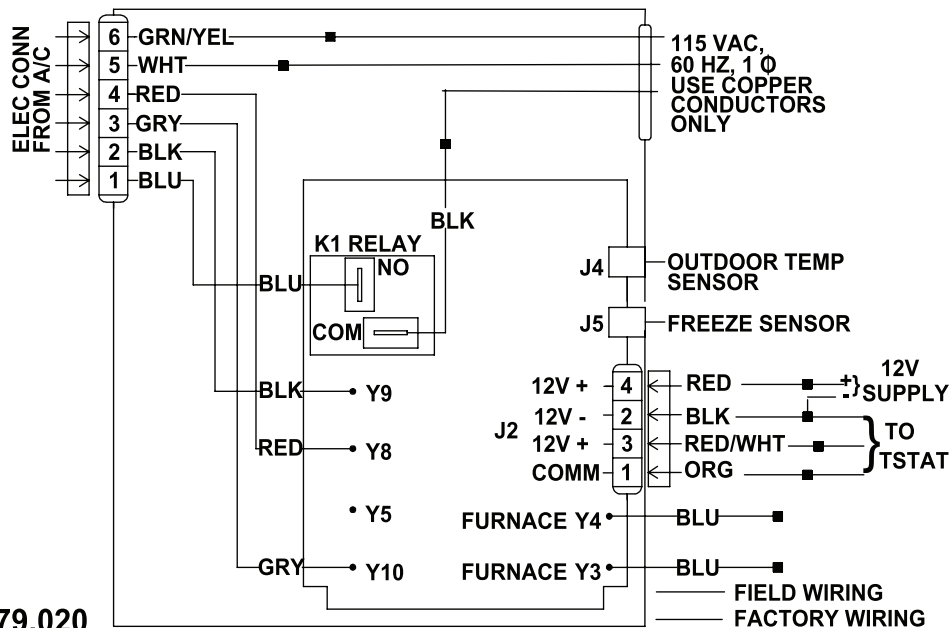 ELEC CONN
FROM A/C
6 GRN/YEL
5 WHT
4 RED
3 GRY
2 BLK
1 BLU
115 VAC,
60 HZ, 1 Φ
USE COPPER
CONDUCTORS
ONLY
BLK
K1 RELAY
NO
BLU
COM
J4
OUTDOOR TEMP
SENSOR
J5
FREEZE SENSOR
BLK Y9
RED Y8
Y5
GRY Y10
J2
12V + 4 RED
12V - 2 BLK
12V + 3 RED/WHT
COMM 1 ORG
+
-
} 12V
SUPPLY
} TO
TSTAT
FURNACE Y4 BLU
FURNACE Y3 BLU
FIELD WIRING
FACTORY WIRING
79.020